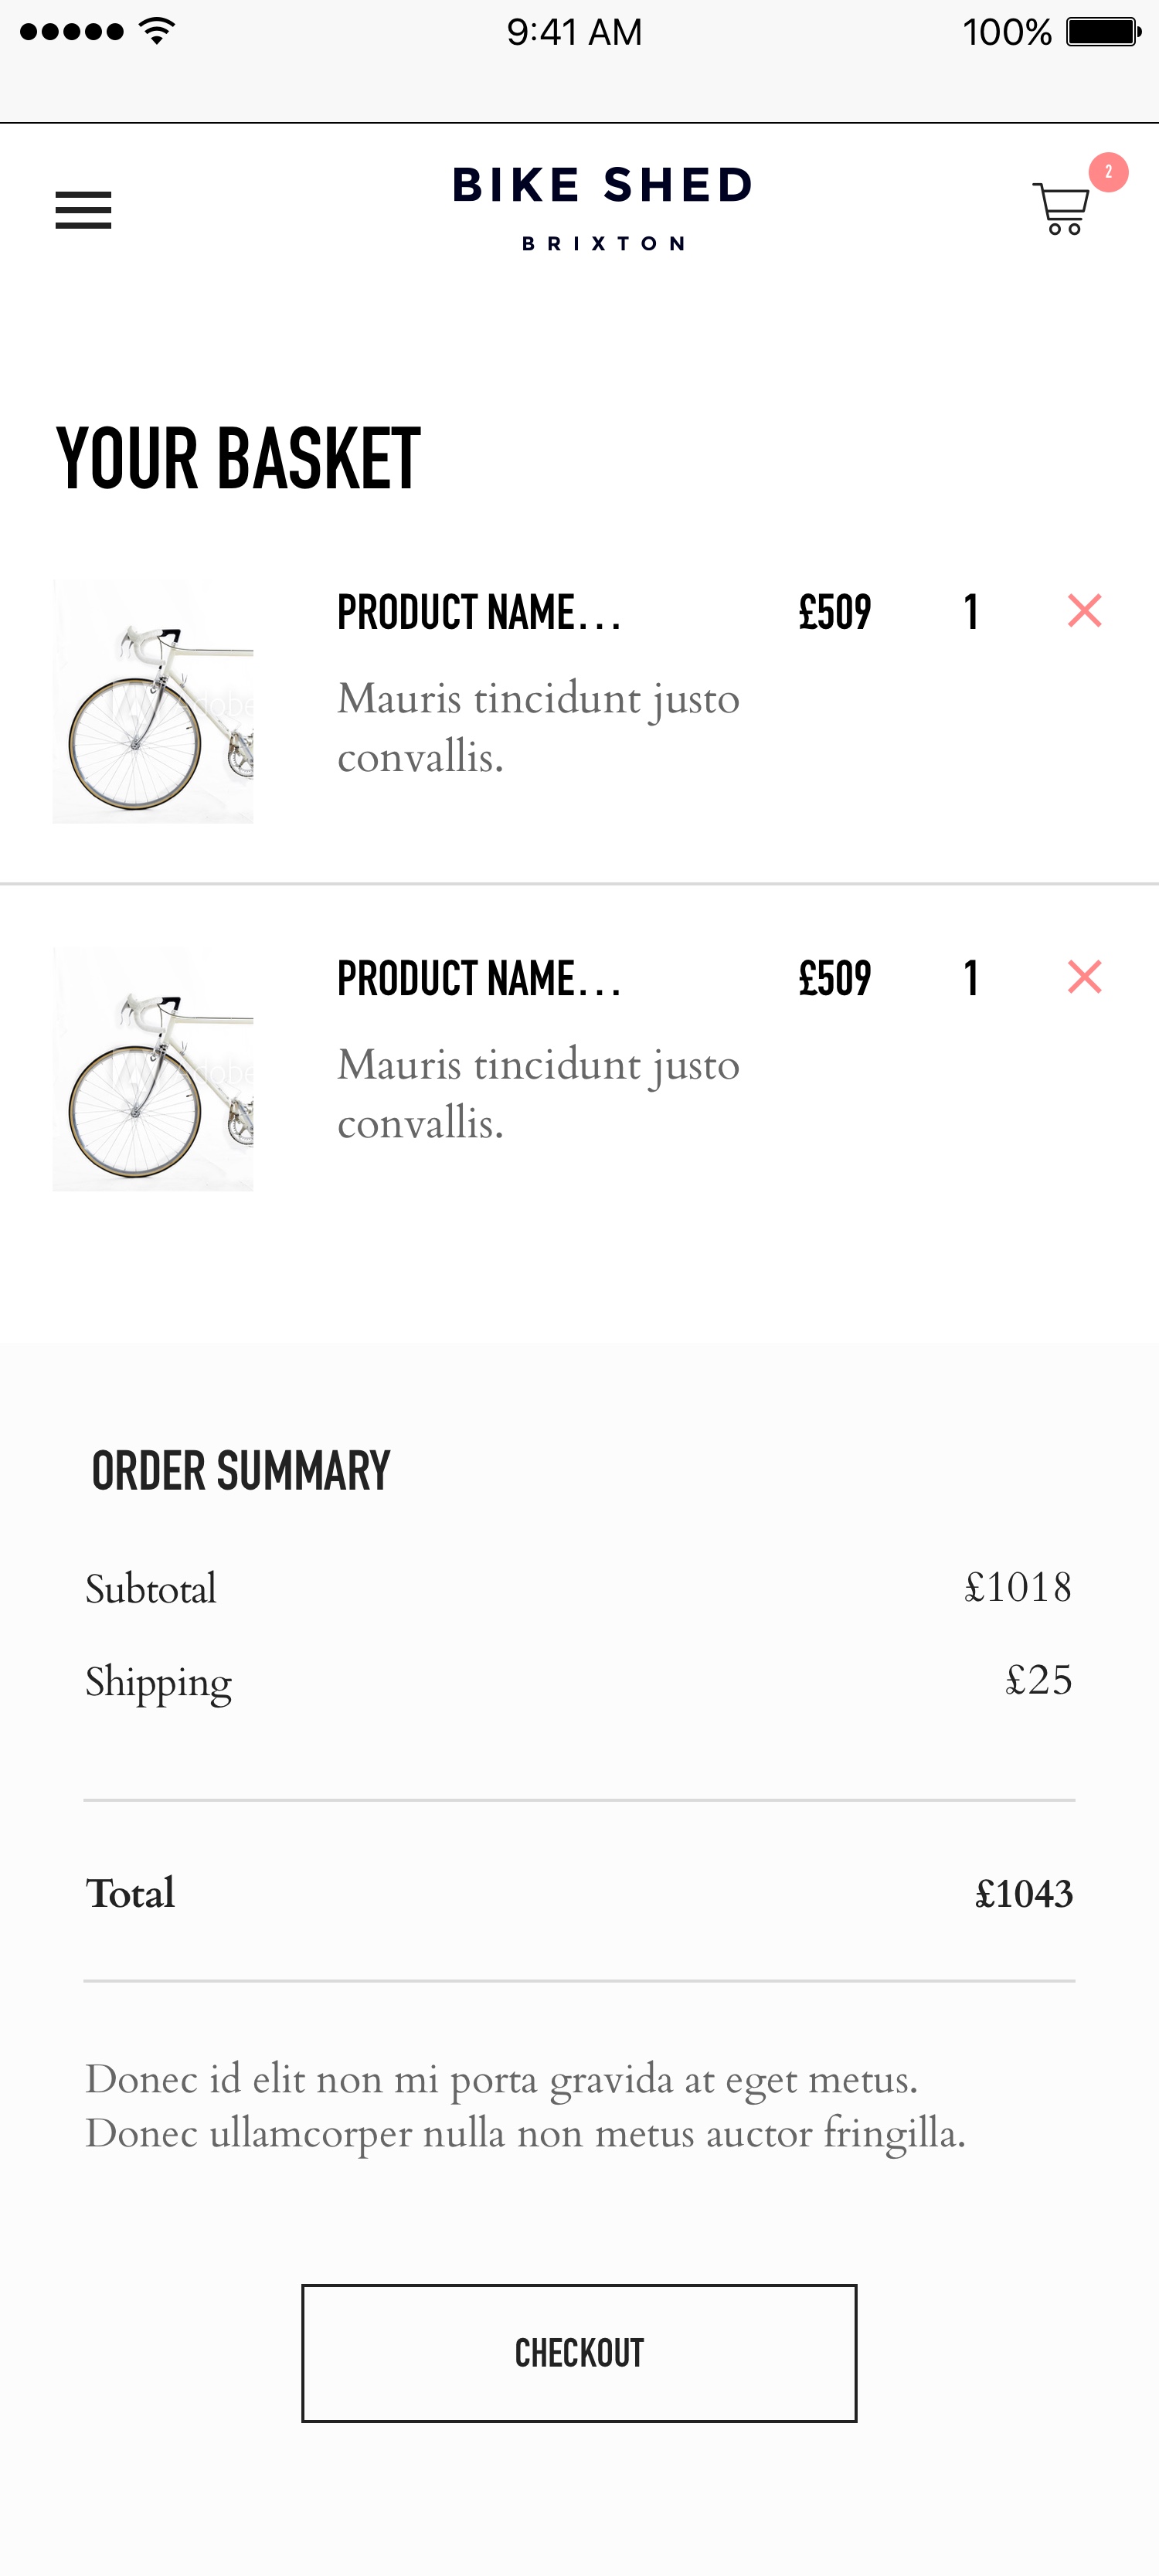 9:41 AM 100%
BIKE SHED
BRIXTON
2
YOUR BASKET
PRODUCT NAME... £509 1
Mauris tincidunt justo
convallis.
PRODUCT NAME... £509 1
Mauris tincidunt justo
convallis.
ORDER SUMMARY
Subtotal £1018
Shipping £25
Total £1043
Donec id elit non mi porta gravida at eget metus.
Donec ullamcorper nulla non metus auctor fringilla.
CHECKOUT